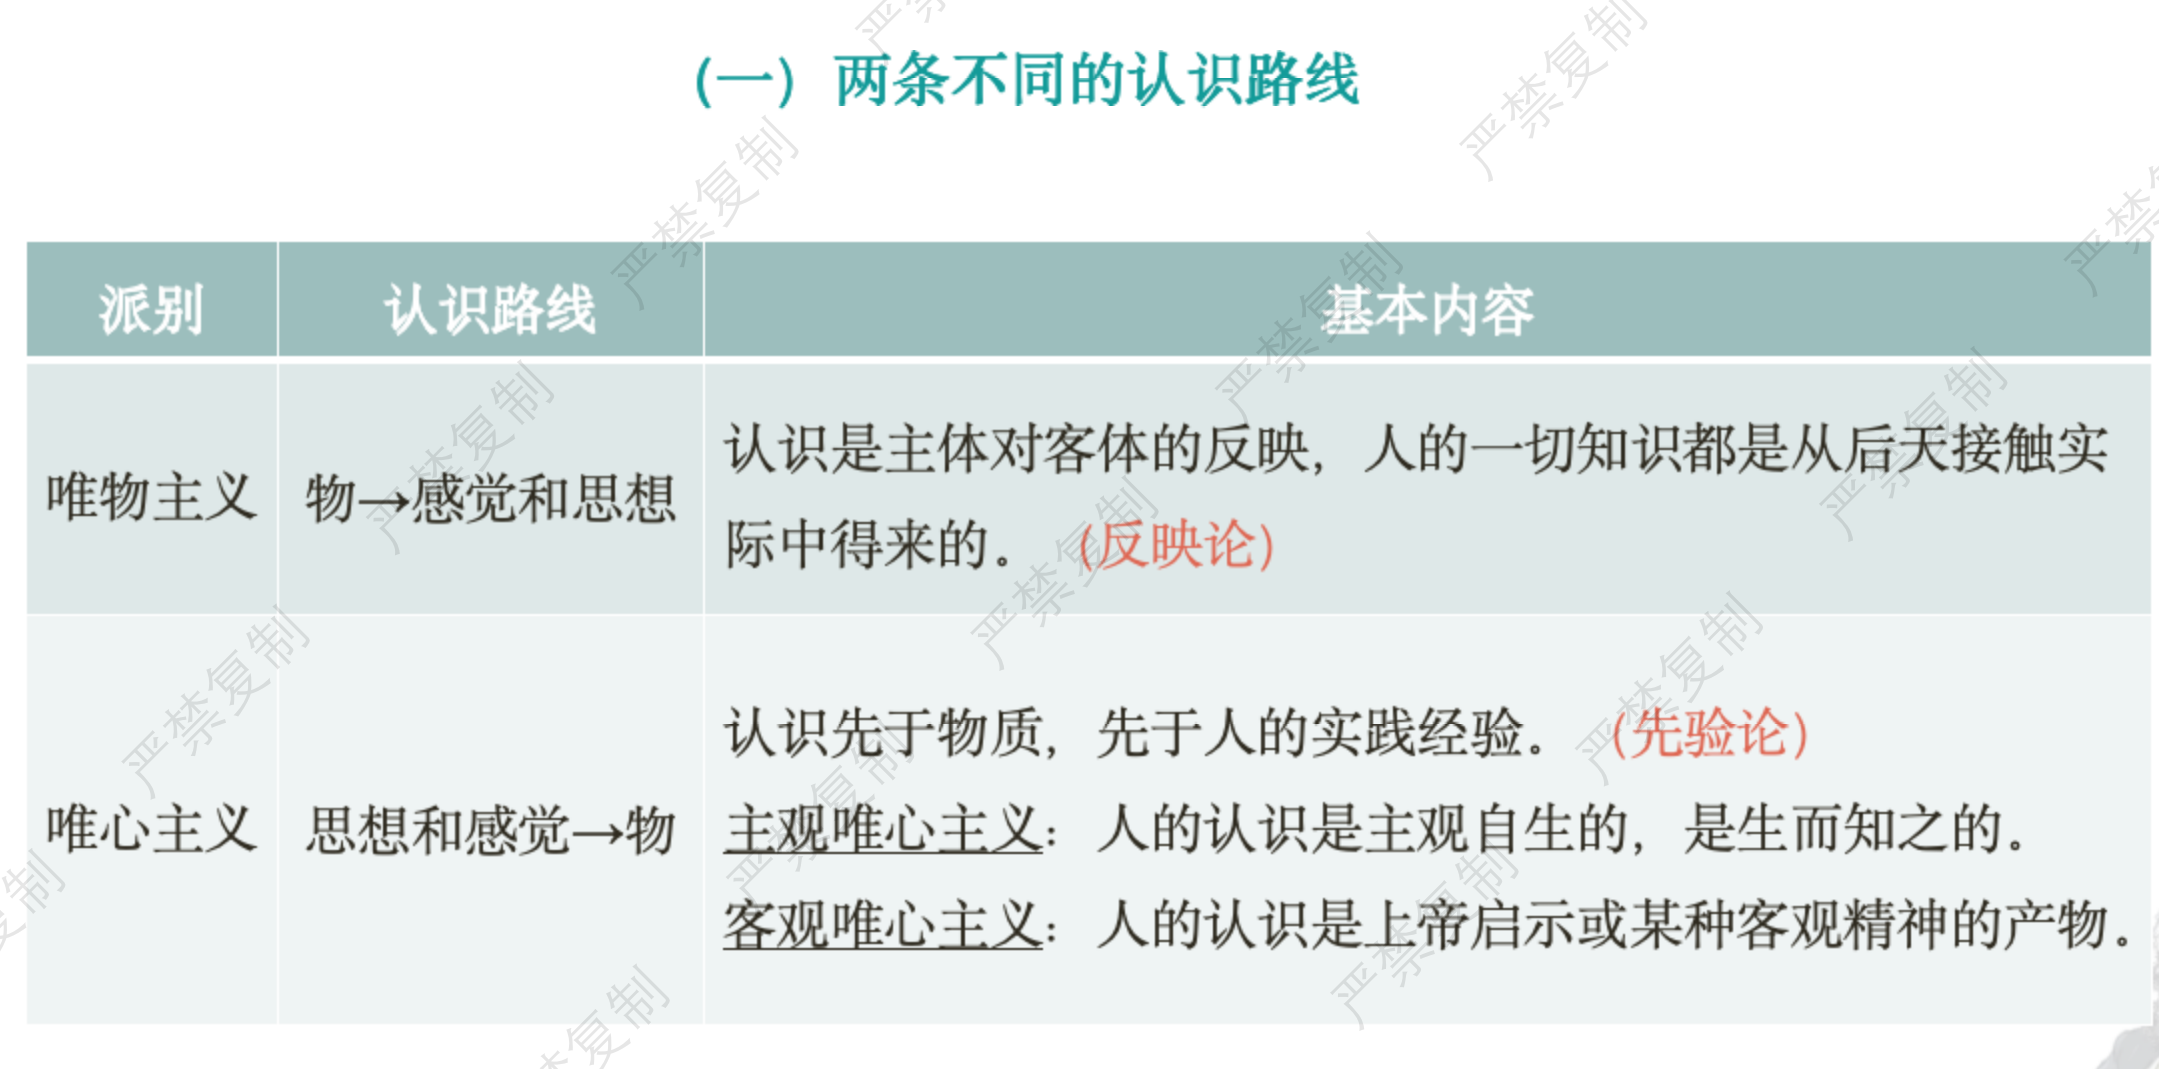 （一）两条不同的认识路线
派别 认识路线 基本内容
唯物主义 物→感觉和思想 认识是主体对客体的反映，人的一切知识都是从后天接触实
际中得来的。（反映论）
唯心主义 思想和感觉→物 认识先于物质，先于人的实践经验。（先验论）
主观唯心主义：人的认识是主观自生的，是生而知之的。
客观唯心主义：人的认识是上帝启示或某种客观精神的产物。
严禁复制
严禁复制
严禁复制
严禁复制
严禁复制
严禁复制
严禁复制
严禁复制
严禁复制
严禁复制
严禁复制
严禁复制